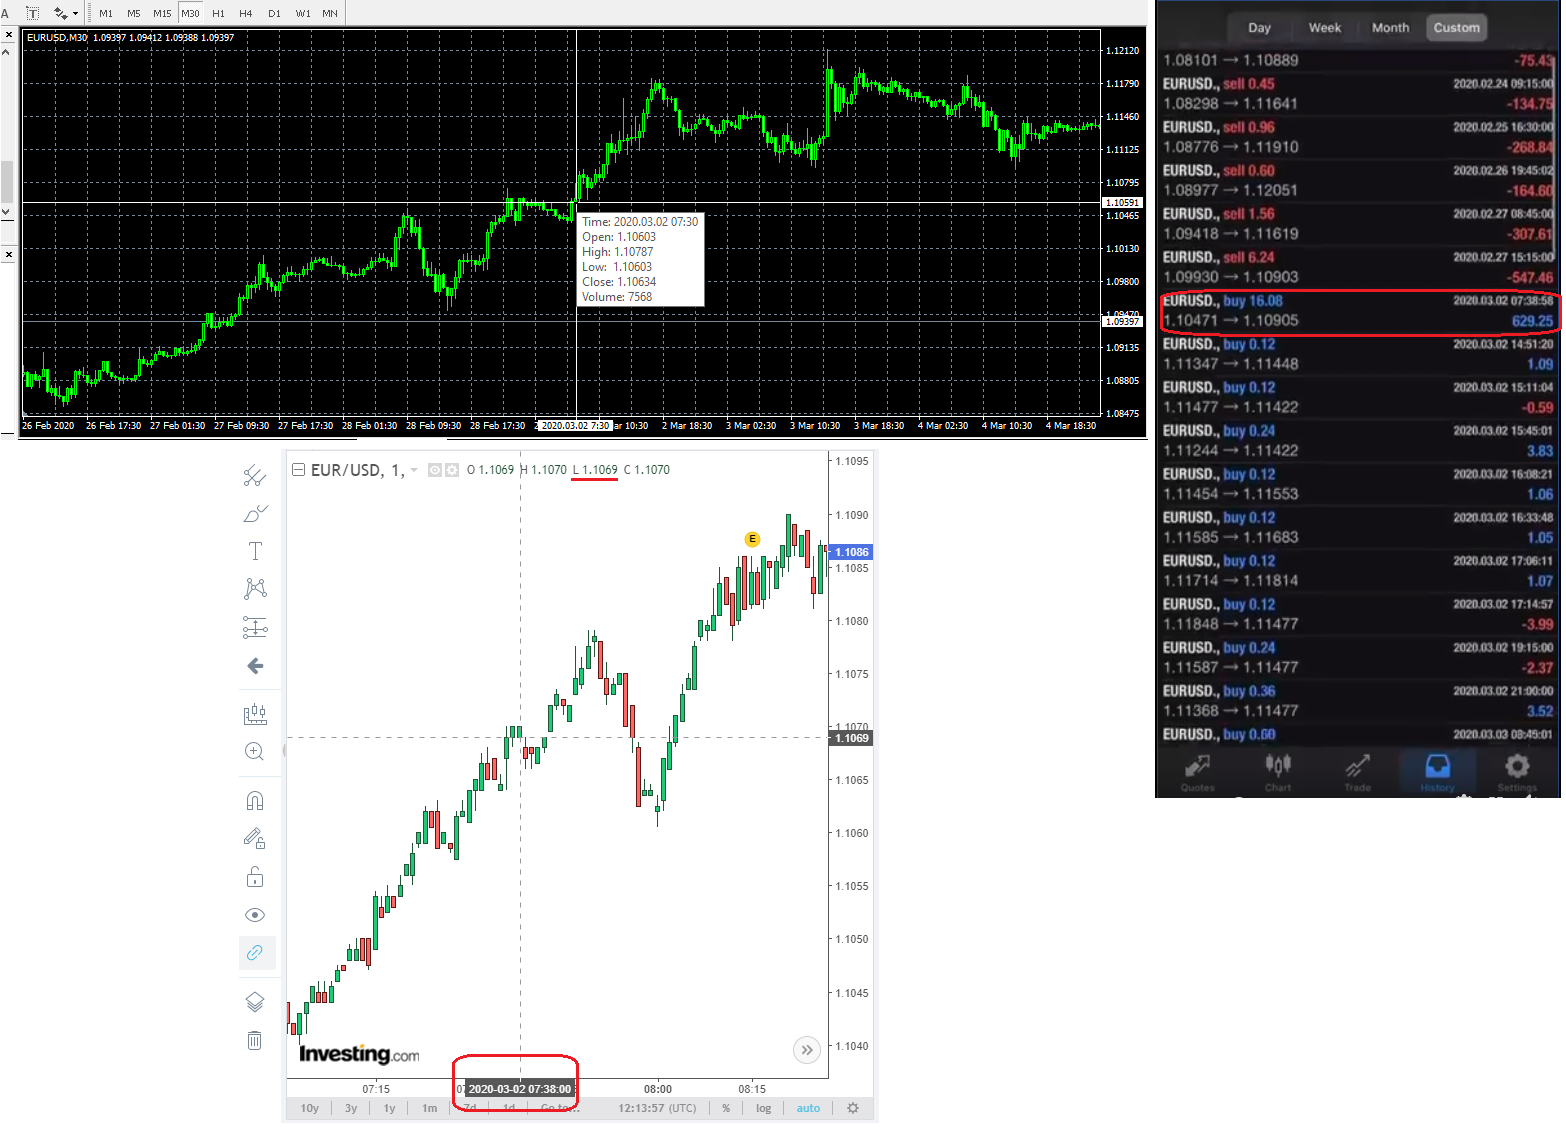 A T M1 M5 M15 M30 H1 H4 D1 W1 MN
EURUSD,M30 1.09397 1.09412 1.09388 1.09397
1.12120
1.11790
1.11460
1.11125
1.10795
1.10591
1.10465
1.10130
1.09800
1.09470
1.09397
1.09135
1.08805
1.08475
Time: 2020.03.02 07:30
Open: 1.10603
High: 1.10787
Low: 1.10603
Close: 1.10634
Volume: 7568
26 Feb 2020 26 Feb 17:30 27 Feb 01:30 27 Feb 09:30 27 Feb 17:30 28 Feb 01:30 28 Feb 09:30 28 Feb 17:30 2 2020.03.02 7:30 ar 10:30 2 Mar 18:30 3 Mar 02:30 3 Mar 10:30 3 Mar 18:30 4 Mar 02:30 4 Mar 10:30 4 Mar 18:30
EUR/USD, 1, O 1.1069 H 1.1070 L 1.1069 C 1.1070
T
E
1.1095
1.1090
1.1086
1.1085
1.1080
1.1075
1.1070
1.1069
1.1065
1.1060
1.1055
1.1050
1.1045
1.1040
Investing.com
07:15 07 2020-03-02 07:38:00 08:00 08:15
10y 3y 1y 1m 7d 1d Go to... 12:13:57 (UTC) % log auto
Day Week Month Custom
1.08101 → 1.10889 -75.43
EURUSD., sell 0.45 2020.02.24 09:15:00
1.08298 → 1.11641 -134.75
EURUSD., sell 0.96 2020.02.25 16:30:00
1.08776 → 1.11910 -268.84
EURUSD., sell 0.60 2020.02.26 19:45:02
1.08977 → 1.12051 -164.60
EURUSD., sell 1.56 2020.02.27 08:45:00
1.09418 → 1.11619 -307.61
EURUSD., sell 6.24 2020.02.27 15:15:00
1.09930 → 1.10903 -547.46
EURUSD., buy 16.08 2020.03.02 07:38:58
1.10471 → 1.10905 629.25
EURUSD., buy 0.12 2020.03.02 14:51:20
1.11347 → 1.11448 1.09
EURUSD., buy 0.12 2020.03.02 15:11:04
1.11477 → 1.11422 -0.59
EURUSD., buy 0.24 2020.03.02 15:45:01
1.11244 → 1.11422 3.83
EURUSD., buy 0.12 2020.03.02 16:08:21
1.11454 → 1.11553 1.06
EURUSD., buy 0.12 2020.03.02 16:33:48
1.11585 → 1.11683 1.05
EURUSD., buy 0.12 2020.03.02 17:06:11
1.11714 → 1.11814 1.07
EURUSD., buy 0.12 2020.03.02 17:14:57
1.11848 → 1.11477 -3.99
EURUSD., buy 0.24 2020.03.02 19:15:00
1.11587 → 1.11477 -2.37
EURUSD., buy 0.36 2020.03.02 21:00:00
1.11368 → 1.11477 3.52
EURUSD., buy 0.60 2020.03.03 08:45:01
Quotes Chart Trade History Settings